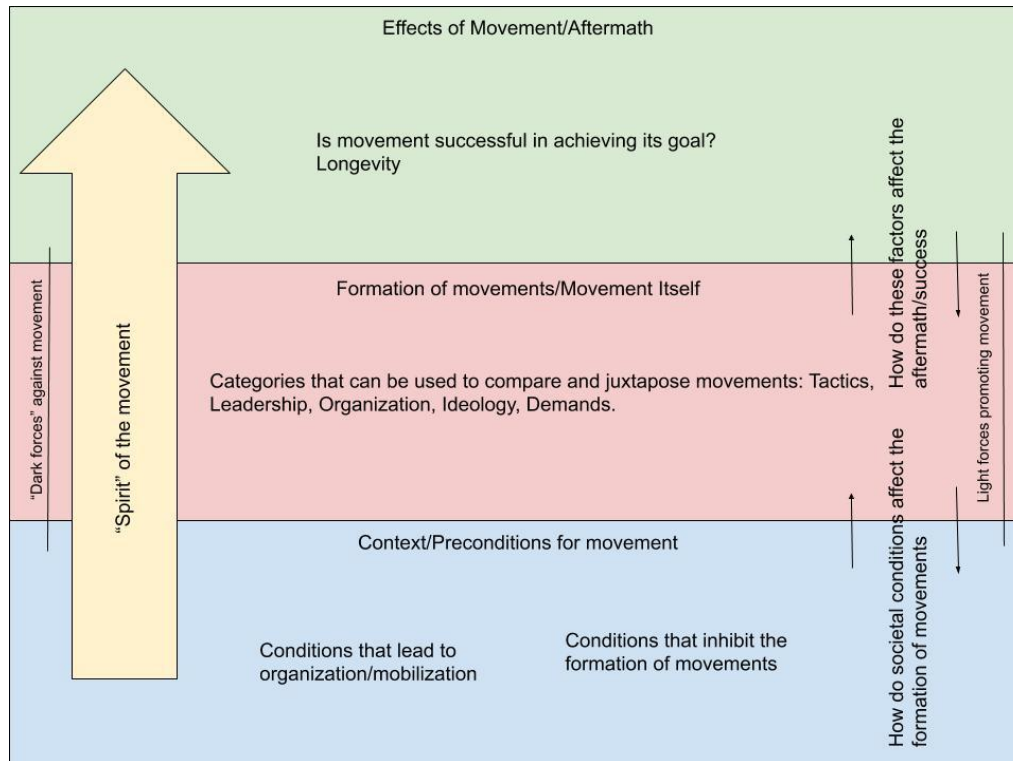 Effects of Movement/Aftermath
Is movement successful in achieving its goal?
Longevity
How do these factors affect the
aftermath/success
"Dark forces" against movement
"Spirit" of the movement
Formation of movements/Movement Itself
Categories that can be used to compare and juxtapose movements: Tactics,
Leadership, Organization, Ideology, Demands.
Light forces promoting movement
Context/Preconditions for movement
Conditions that lead to
organization/mobilization
Conditions that inhibit the
formation of movements
How do societal conditions affect the
formation of movements